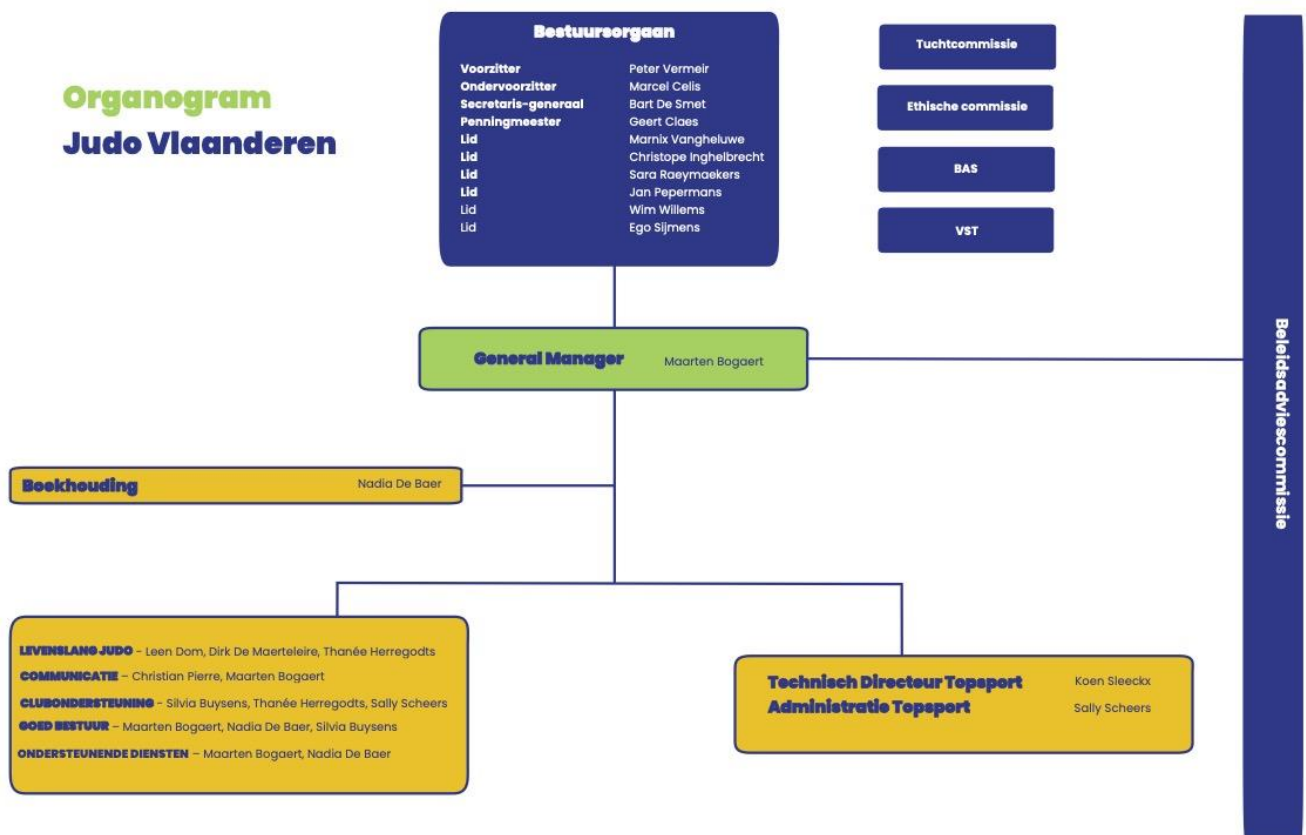 Organogram
Judo Vlaanderen
Bestuursorgaan
Voorzitter Peter Vermeir
Ondervoorzitter Marcel Celis
Secretaris-generaal Bart De Smet
Penningmeester Geert Claes
Lid Marnix Vangheluwe
Lid Christope Inghelbrecht
Lid Sara Raeymaekers
Lid Jan Pepermans
Lid Wim Willems
Lid Ego Sijmens
Tuchtcommissie
Ethische commissie
BAS
VST
General Manager Maarten Bogaert
Beleidsadviescommissie
Boekhouding Nadia De Baer
LEVENSLANG JUDO - Leen Dom, Dirk De Maerteleire, Thanée Herregodts
COMMUNICATIE – Christian Pierre, Maarten Bogaert
CLUBONDERSTEUNING - Silvia Buysens, Thanée Herregodts, Sally Scheers
GOED BESTUUR – Maarten Bogaert, Nadia De Baer, Silvia Buysens
ONDERSTEUNENDE DIENSTEN – Maarten Bogaert, Nadia De Baer
Technisch Directeur Topsport Koen Sleeckx
Administratie Topsport Sally Scheers